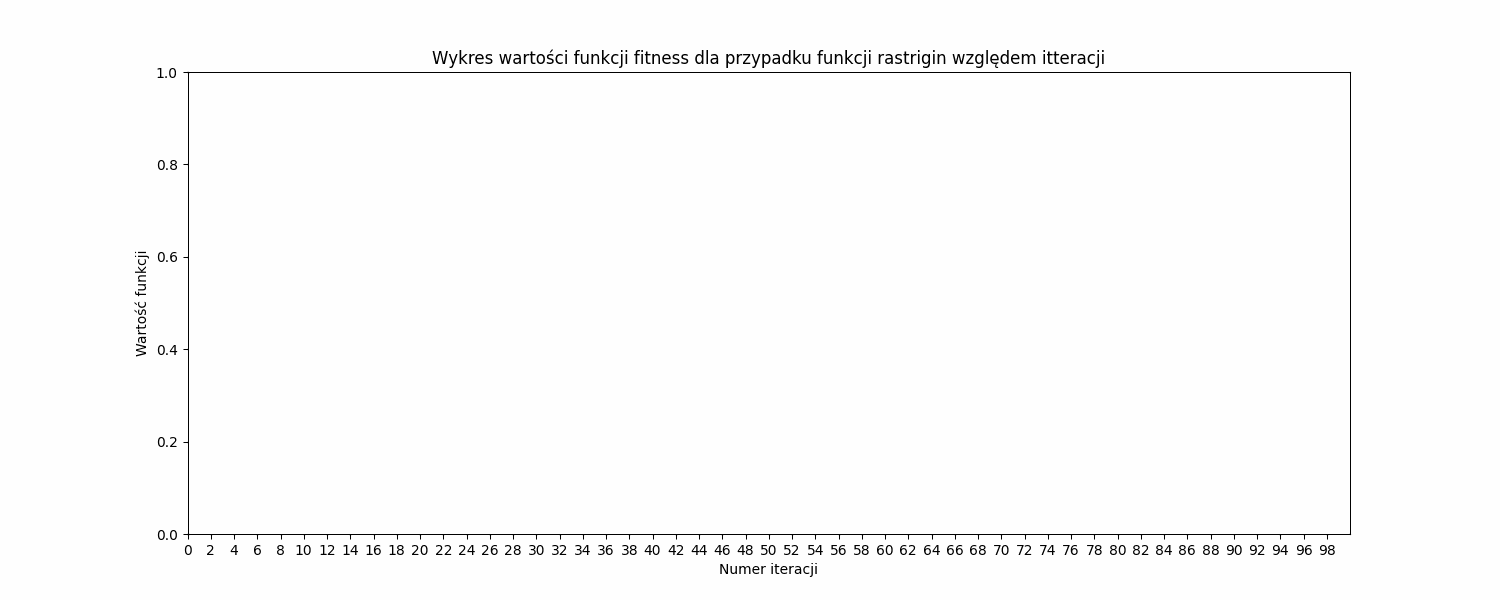 Wykres wartości funkcji fitness dla przypadku funkcji rastrigin względem itteracji
1.0
0.8
0.6
0.4
0.2
0.0
Wartość funkcji
0 2 4 6 8 10 12 14 16 18 20 22 24 26 28 30 32 34 36 38 40 42 44 46 48 50 52 54 56 58 60 62 64 66 68 70 72 74 76 78 80 82 84 86 88 90 92 94 96 98
Numer iteracji